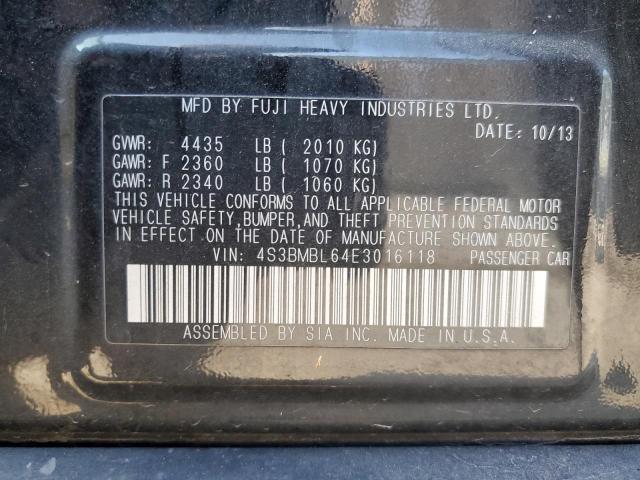 MFD BY FUJI HEAVY INDUSTRIES LTD.
DATE: 10/13
GVWR: 4435 LB ( 2010 KG)
GAWR: F 2360 LB ( 1070 KG)
GAWR: R 2340 LB ( 1060 KG)
THIS VEHICLE CONFORMS TO ALL APPLICABLE FEDERAL MOTOR
VEHICLE SAFETY, BUMPER, AND THEFT PREVENTION STANDARDS
IN EFFECT ON THE DATE OF MANUFACTURE SHOWN ABOVE.
VIN: 4S3BMBL64E3016118 PASSENGER CAR
ASSEMBLED BY SIA INC. MADE IN U.S.A.